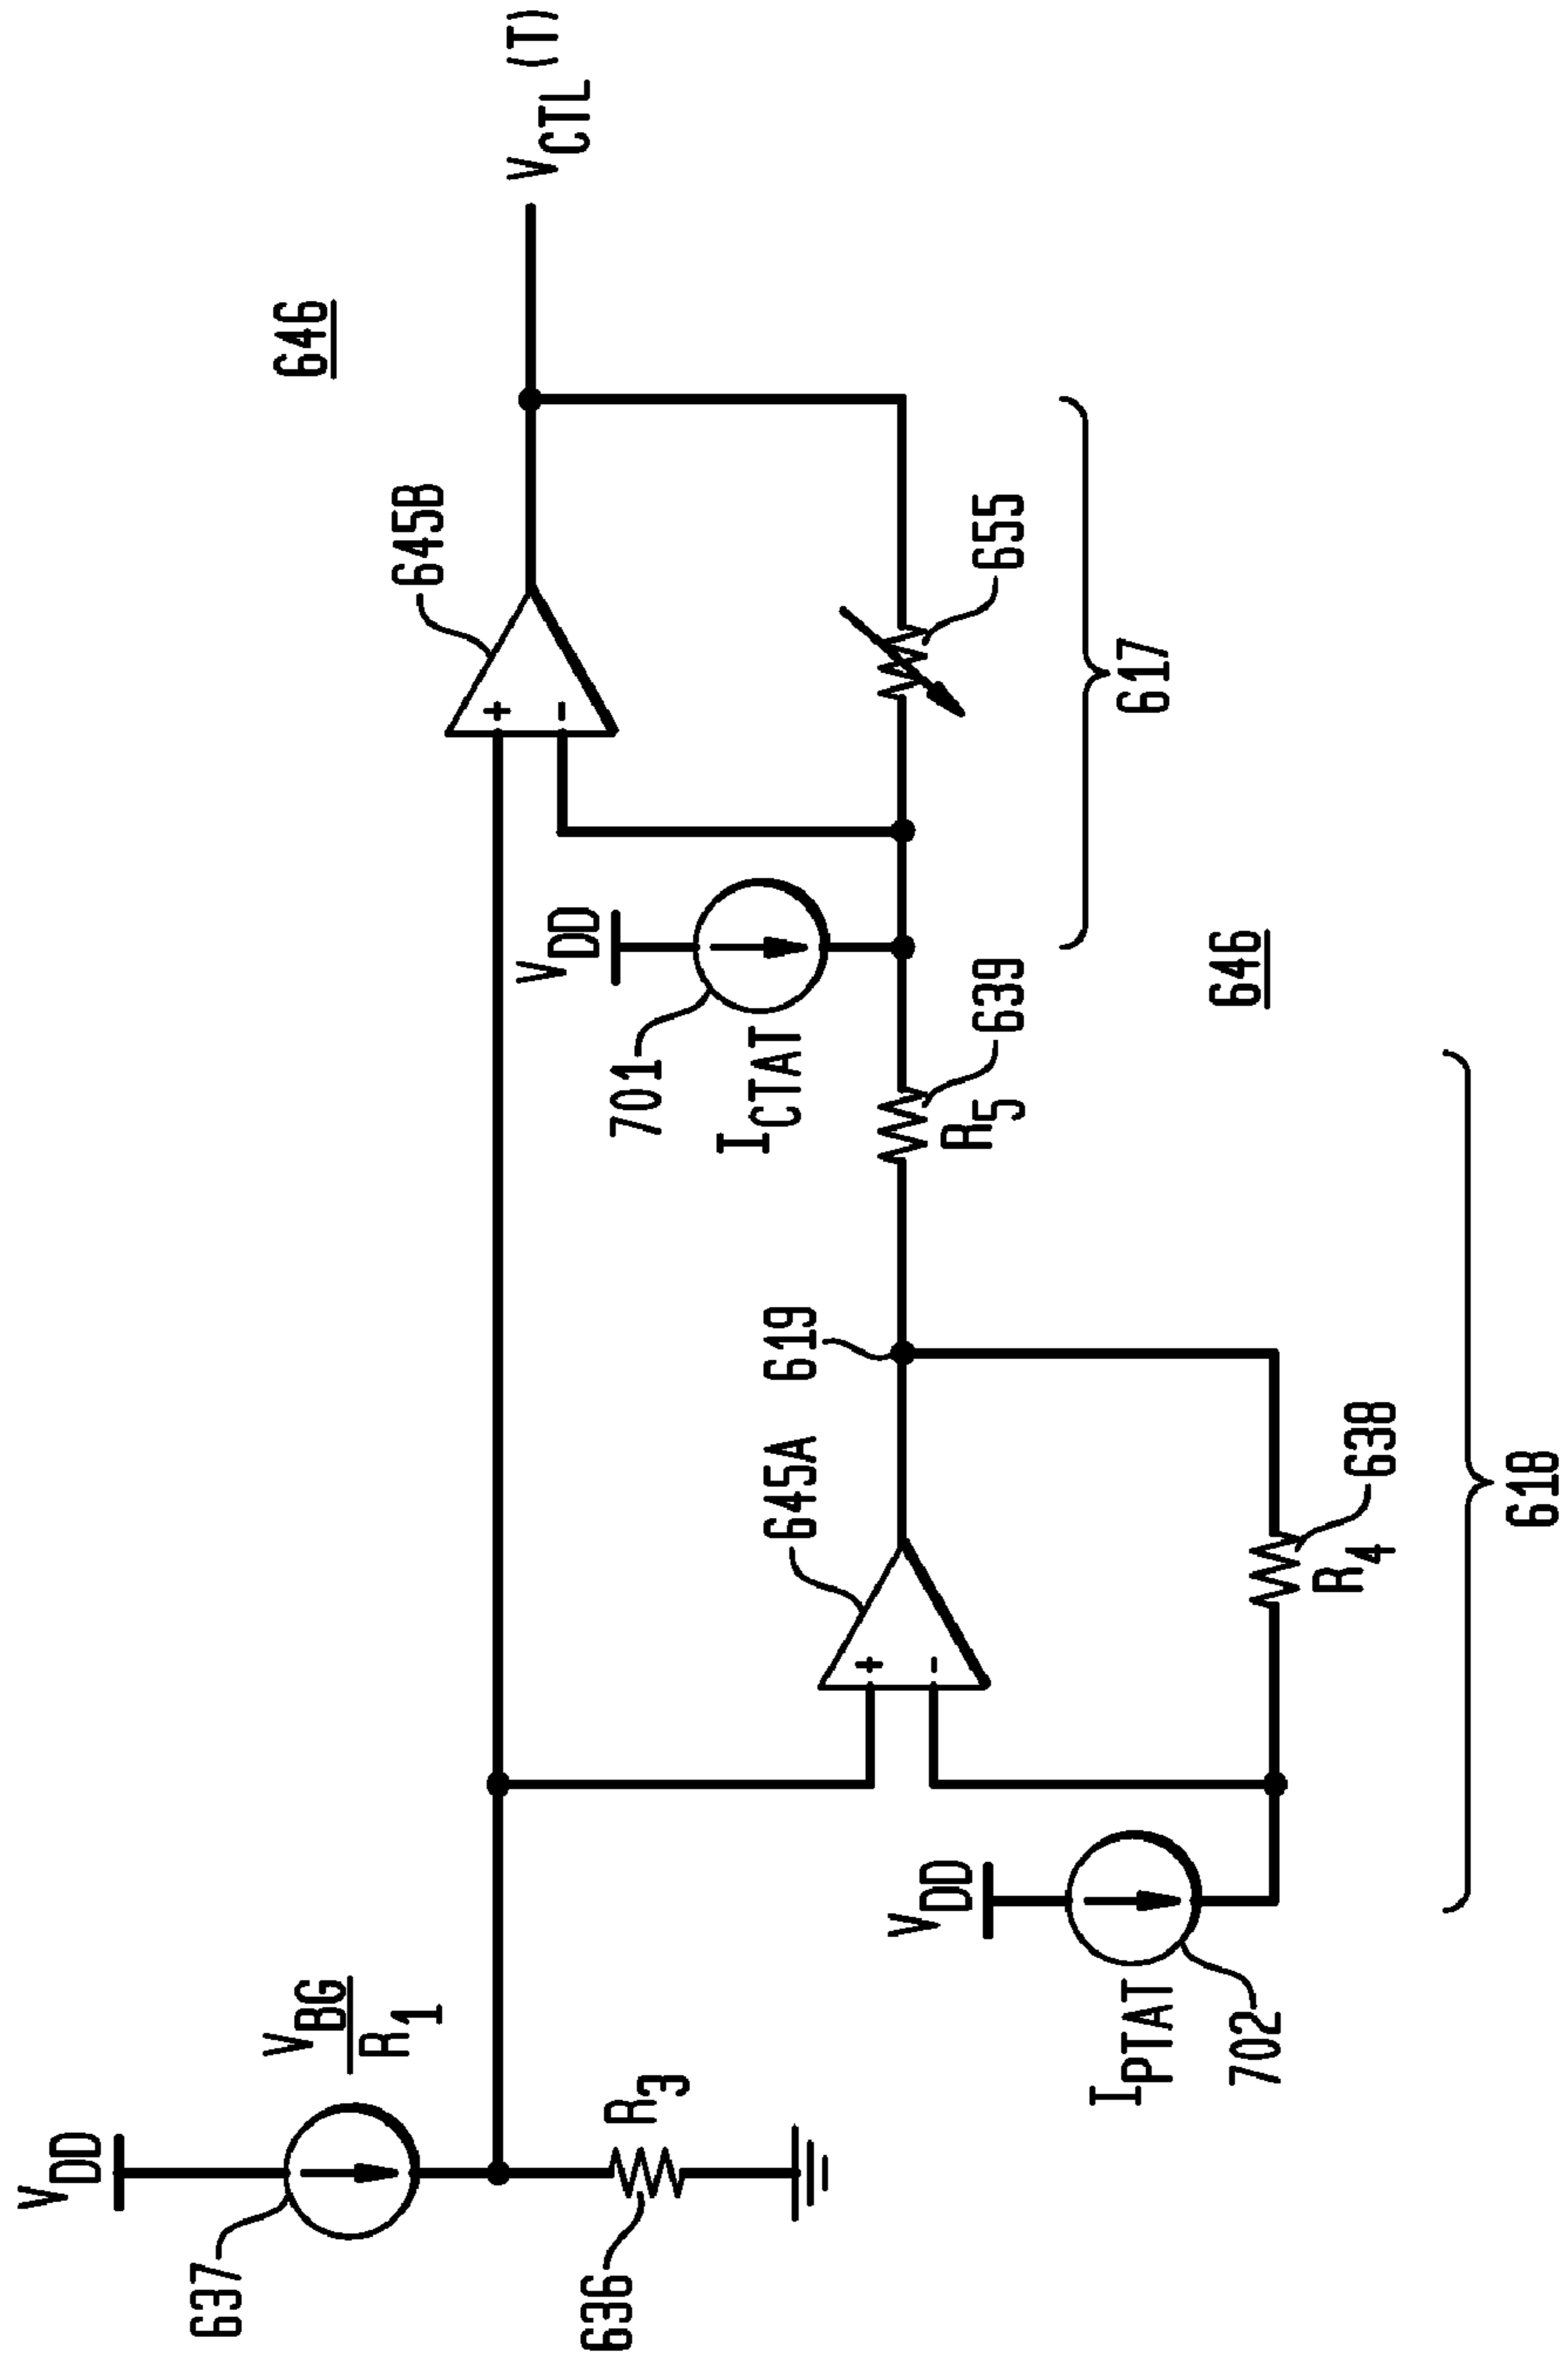 646
V_DD
V_BG
R_1
637
636
R_3
645B
V_CTL (T)
V_DD
701
I_CTAT
+
-
645A
619
+
-
R_5
639
655
617
V_DD
I_PTAT
702
R_4
638
646
618